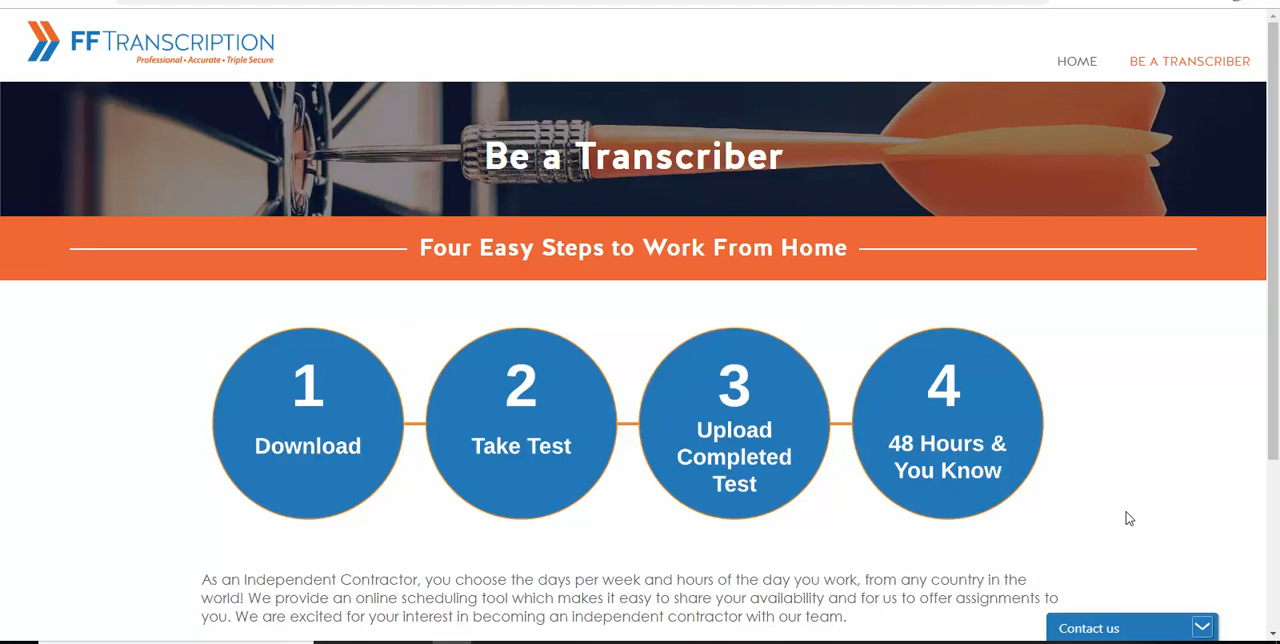 FFTRANSCRIPTION
Professional • Accurate • Triple Secure
HOME
BE A TRANSCRIBER
Be a Transcriber
Four Easy Steps to Work From Home
1
Download
2
Take Test
3
Upload
Completed
Test
4
48 Hours &
You Know
As an Independent Contractor, you choose the days per week and hours of the day you work, from any country in the
world! We provide an online scheduling tool which makes it easy to share your availability and for us to offer assignments to
you. We are excited for your interest in becoming an independent contractor with our team.
Contact us